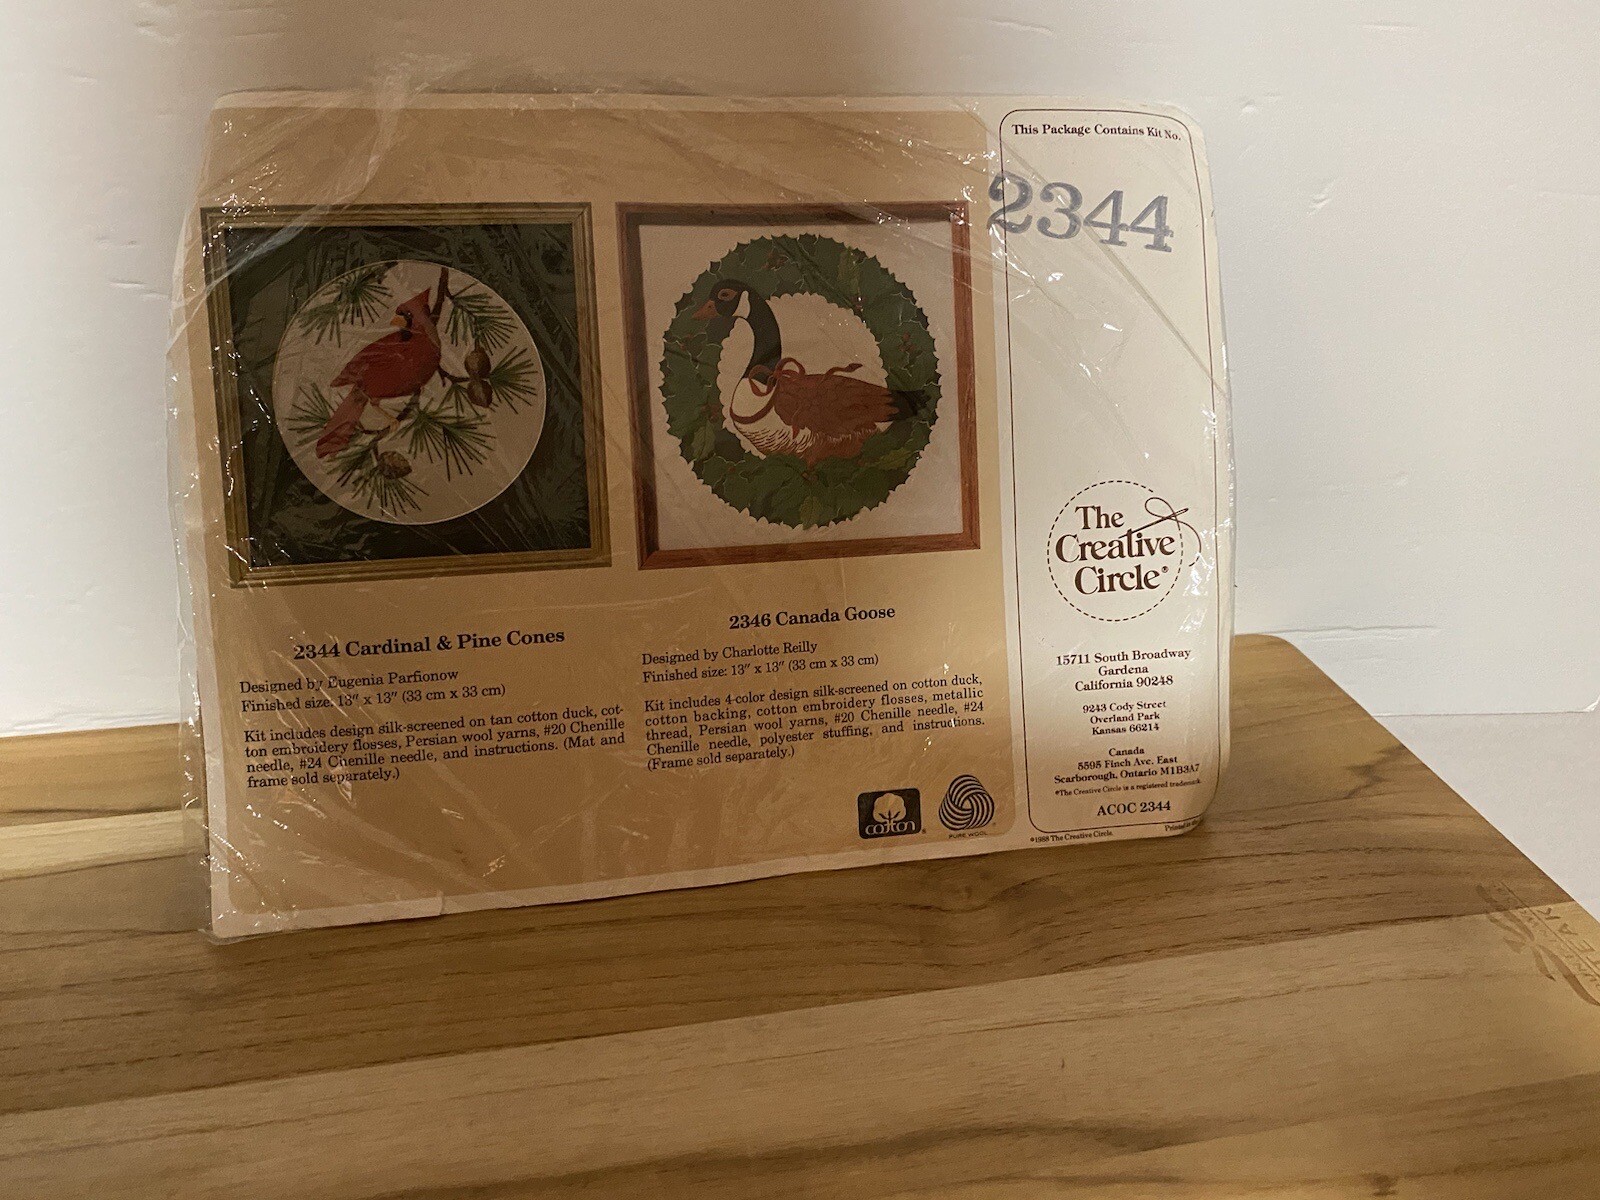 This Package Contains Kit No.
2344
2344 Cardinal & Pine Cones
Designed by Eugenia Parfionow
Finished size: 13" x 13" (33 cm x 33 cm)
Kit includes design silk-screened on tan cotton duck, cot-
ton embroidery flosses, Persian wool yarns, #20 Chenille
needle, #24 Chenille needle, and instructions. (Mat and
frame sold separately.)
2346 Canada Goose
Designed by Charlotte Reilly
Finished size: 13" x 13" (33 cm x 33 cm)
Kit includes 4-color design silk-screened on cotton duck,
cotton backing, cotton embroidery flosses, metallic
thread, Persian wool yarns, #20 Chenille needle, #24
Chenille needle, polyester stuffing, and instructions.
(Frame sold separately.)
cotton
®
PURE WOOL
The
Creative
Circle®
15711 South Broadway
Gardena
California 90248
9243 Cody Street
Overland Park
Kansas 66214
Canada
5595 Finch Ave. East
Scarborough, Ontario M1B3A7
®The Creative Circle is a registered trademark
ACOC 2344
©1988 The Creative Circle.
Printed in
TEAK